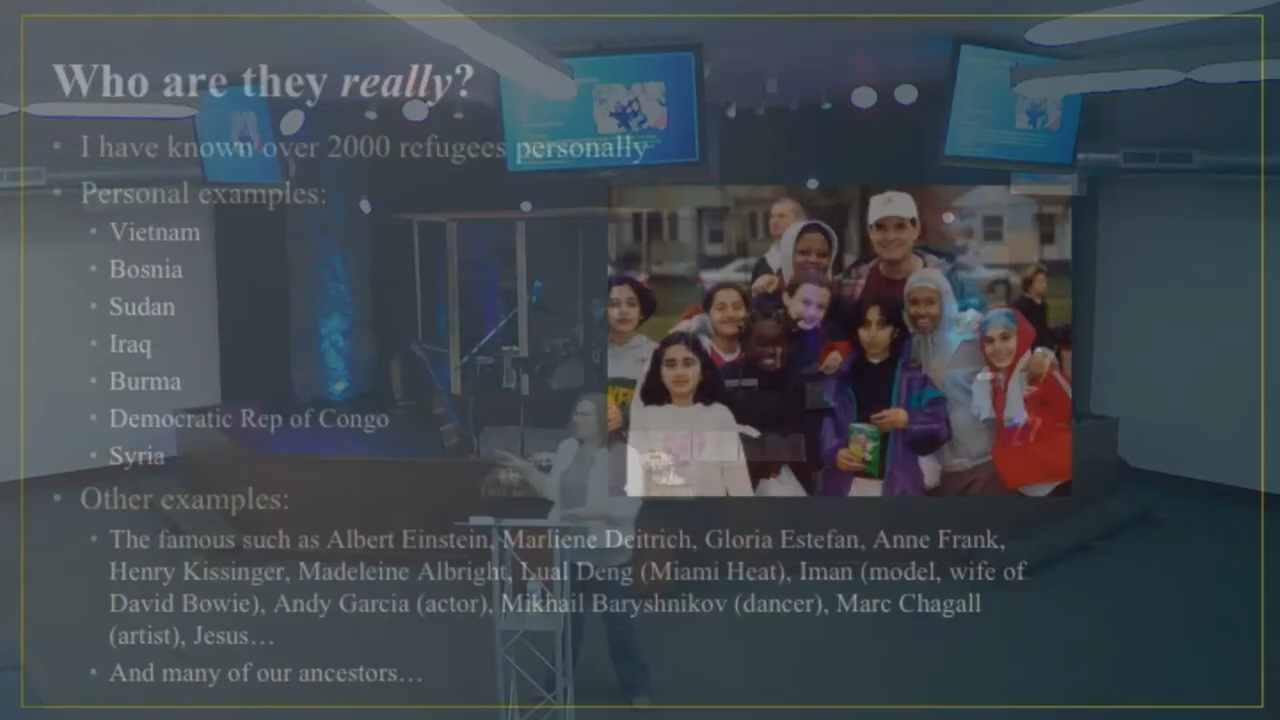 Who are they really?
• I have known over 2000 refugees personally
• Personal examples:
• Vietnam
• Bosnia
• Sudan
• Iraq
• Burma
• Democratic Rep of Congo
• Syria
• Other examples:
• The famous such as Albert Einstein, Marliene Deitrich, Gloria Estefan, Anne Frank,
Henry Kissinger, Madeleine Albright, Lual Deng (Miami Heat), Iman (model, wife of
David Bowie), Andy Garcia (actor), Mikhail Baryshnikov (dancer), Marc Chagall
(artist), Jesus…
• And many of our ancestors…